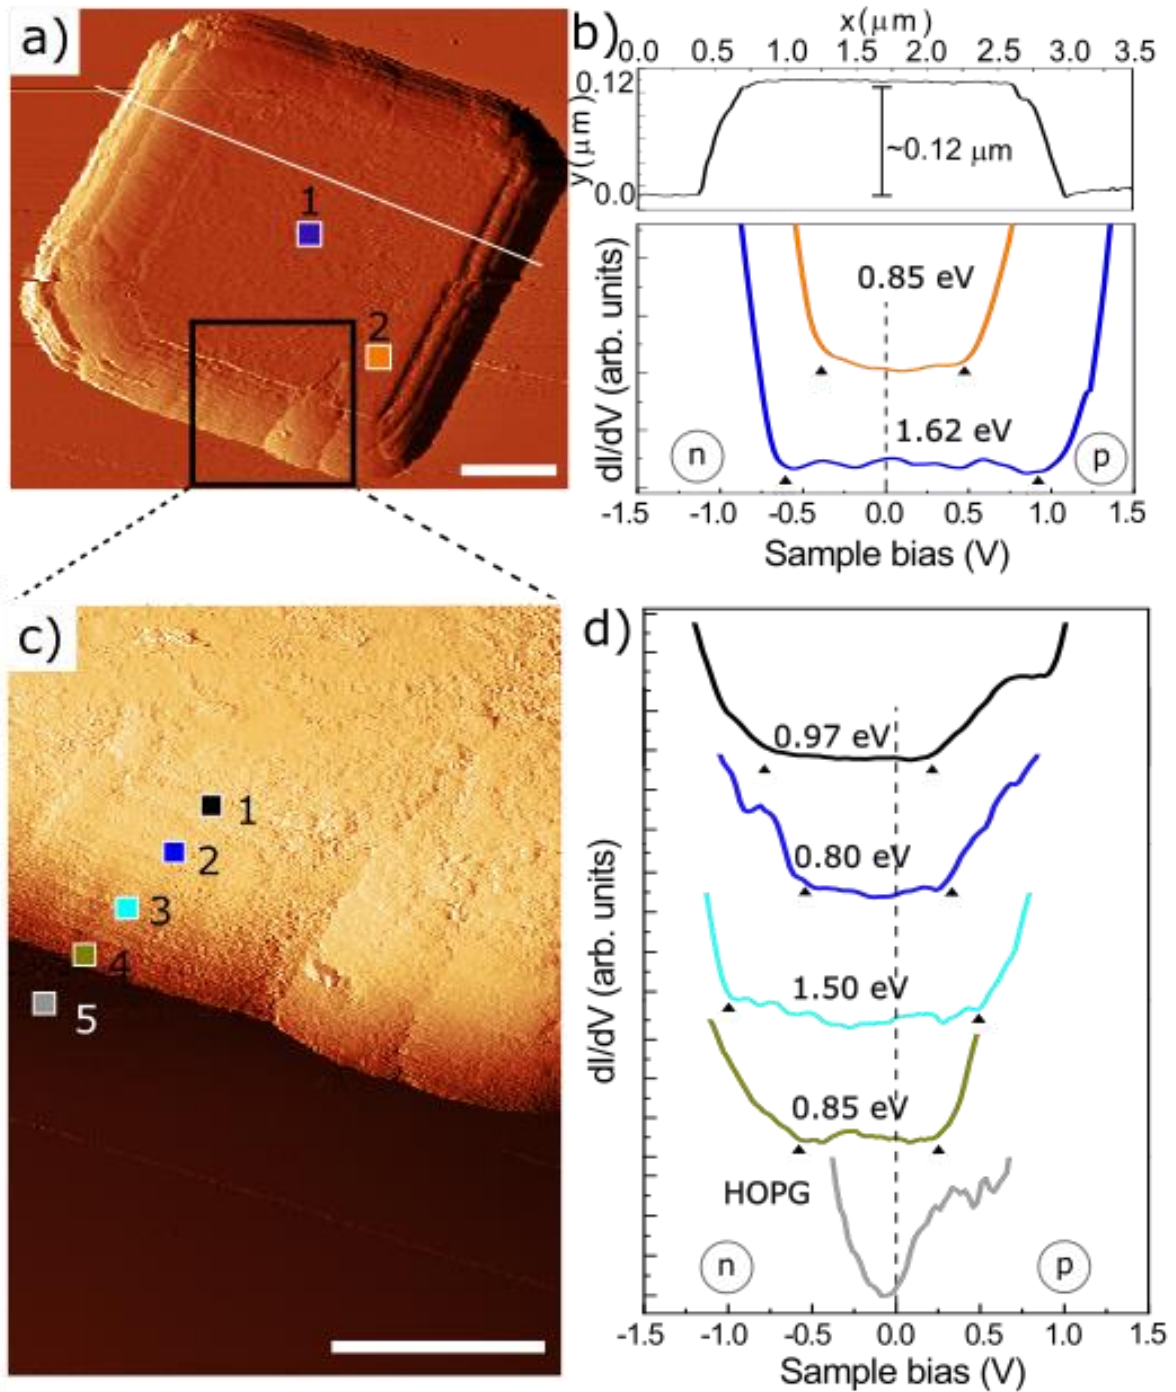 a)
1
2
b)
x(μm)
0.0 0.5 1.0 1.5 2.0 2.5 3.0 3.5
y(μm)
0.12
0.0
~0.12 μm
dI/dV (arb. units)
0.85 eV
1.62 eV
n
p
-1.5 -1.0 -0.5 0.0 0.5 1.0 1.5
Sample bias (V)
c)
1
2
3
4
5
d)
dI/dV (arb. units)
0.97 eV
0.80 eV
1.50 eV
0.85 eV
HOPG
n
p
-1.5 -1.0 -0.5 0.0 0.5 1.0 1.5
Sample bias (V)